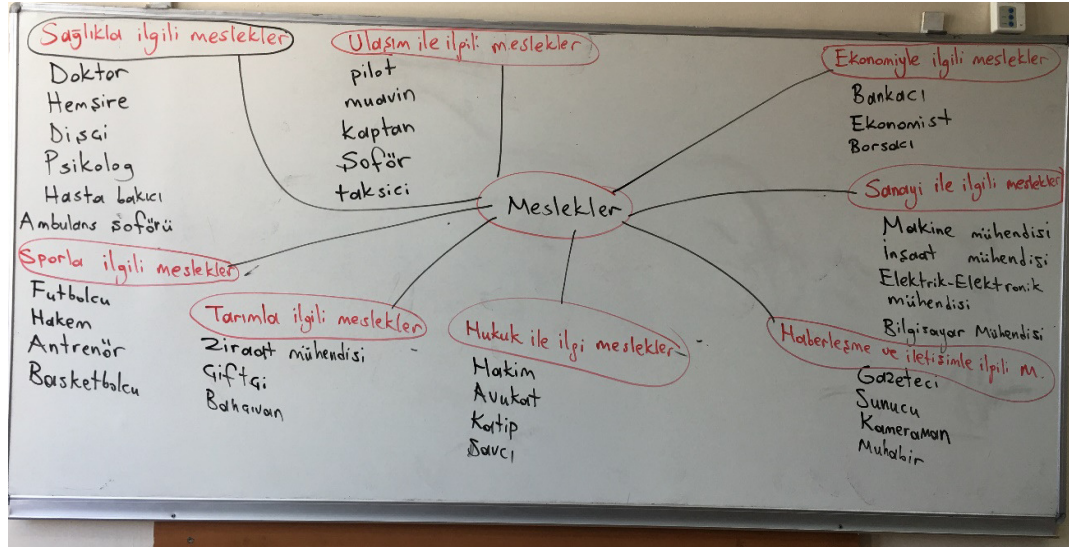 Sağlıkla ilgili meslekler
Doktor
Hemşire
Dişçi
Psikolog
Hasta bakıcı
Ambulans şoförü
Ulaşım ile ilgili meslekler
pilot
muavin
kaptan
Şoför
taksici
Ekonomiyle ilgili meslekler
Bankacı
Ekonomist
Borsacı
Meslekler
Sanayi ile ilgili meslekler
Makine mühendisi
İnşaat mühendisi
Elektrik-Elektronik
mühendisi
Bilgisayar Mühendisi
Sporla ilgili meslekler
Futbolcu
Hakem
Antrenör
Basketbolcu
Tarımla ilgili meslekler
Ziraat mühendisi
Çiftçi
Bahçıvan
Hukuk ile ilgi meslekler
Hakim
Avukat
Katip
Savcı
Haberleşme ve iletişimle ilgili M.
Gazeteci
Sunucu
Kameraman
Muhabir